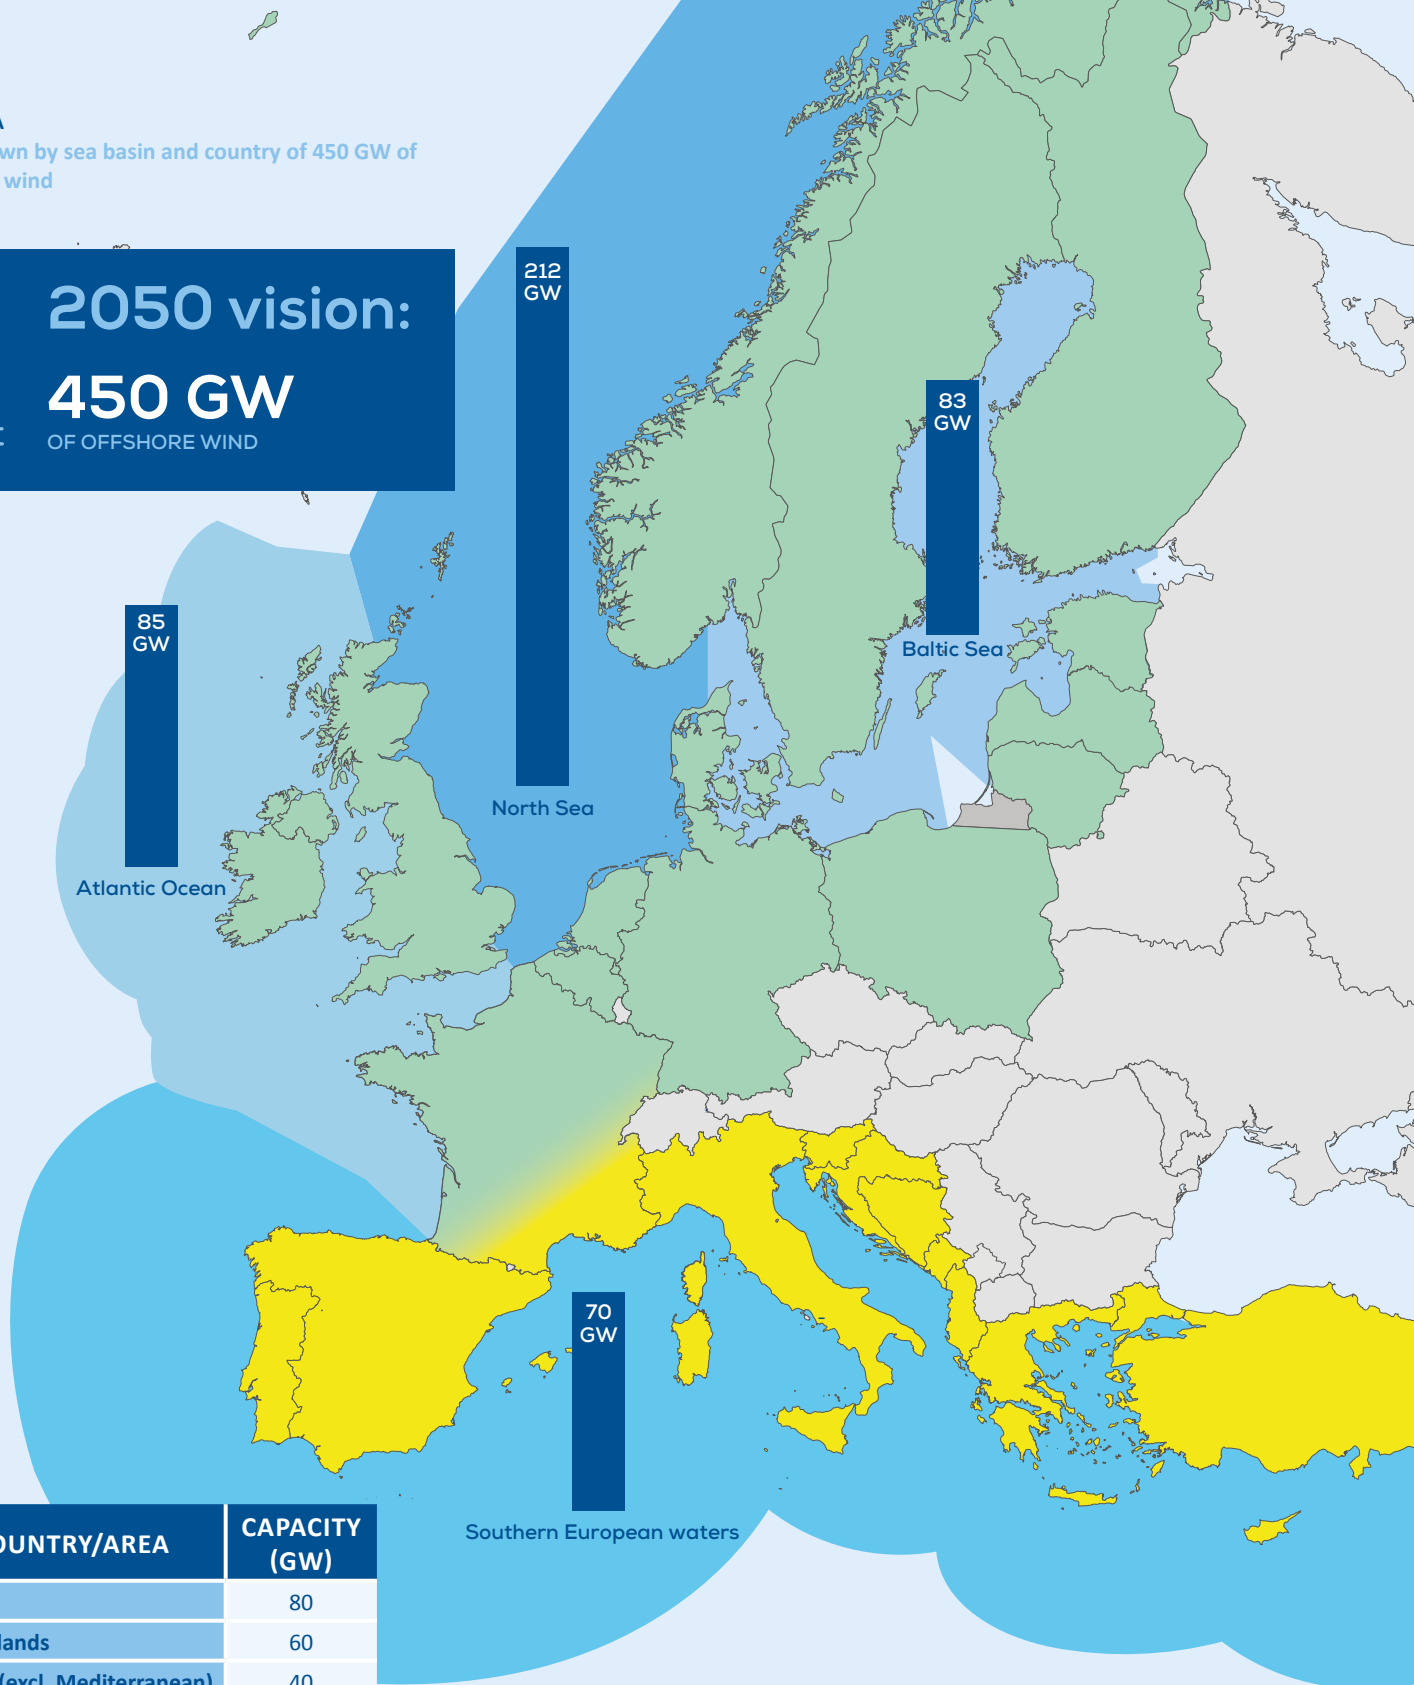 A
wn by sea basin and country of 450 GW of
wind
2050 vision:
450 GW
OF OFFSHORE WIND
212
GW
83
GW
Baltic Sea
85
GW
Atlantic Ocean
North Sea
70
GW
Southern European waters
OUNTRY/AREA
CAPACITY
(GW)
80
lands
60
(excl. Mediterranean)
40